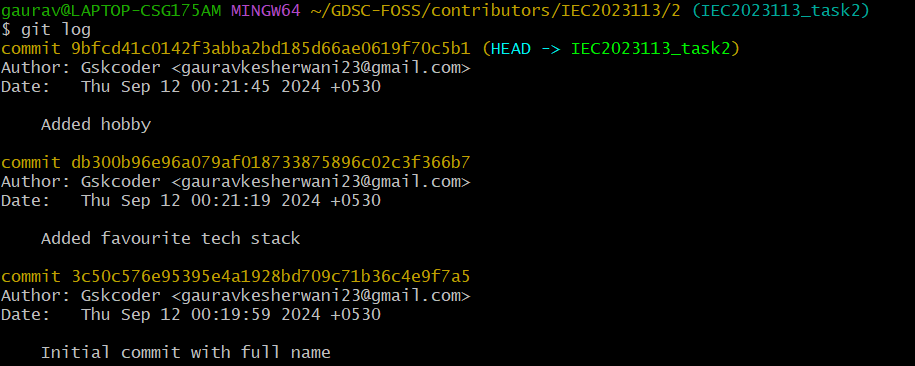 gaurav@LAPTOP-CSG175AM MINGW64 ~/GDSC-FOSS/contributors/IEC2023113/2 (IEC2023113_task2)
$ git log
commit 9bfcd41c0142f3abba2bd185d66ae0619f70c5b1 (HEAD -> IEC2023113_task2)
Author: Gskcoder <gauravkesherwani23@gmail.com>
Date:   Thu Sep 12 00:21:45 2024 +0530

    Added hobby

commit db300b96e96a079af018733875896c02c3f366b7
Author: Gskcoder <gauravkesherwani23@gmail.com>
Date:   Thu Sep 12 00:21:19 2024 +0530

    Added favourite tech stack

commit 3c50c576e95395e4a1928bd709c71b36c4e9f7a5
Author: Gskcoder <gauravkesherwani23@gmail.com>
Date:   Thu Sep 12 00:19:59 2024 +0530

    Initial commit with full name